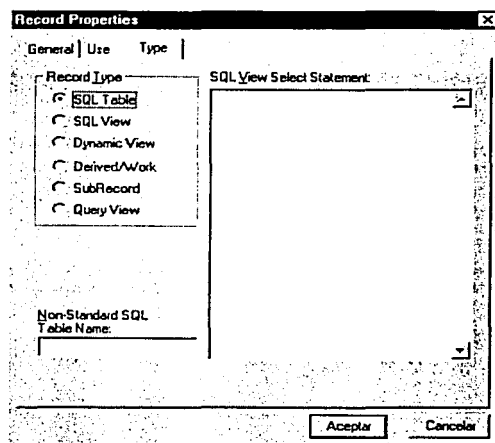 Record Properties
General Use Type
Record Type
SQL Table
SQL View
Dynamic View
Derived/Work
SubRecord
Query View
SQL View Select Statement:
Non-Standard SQL
Table Name:
Aceptar Cancelar